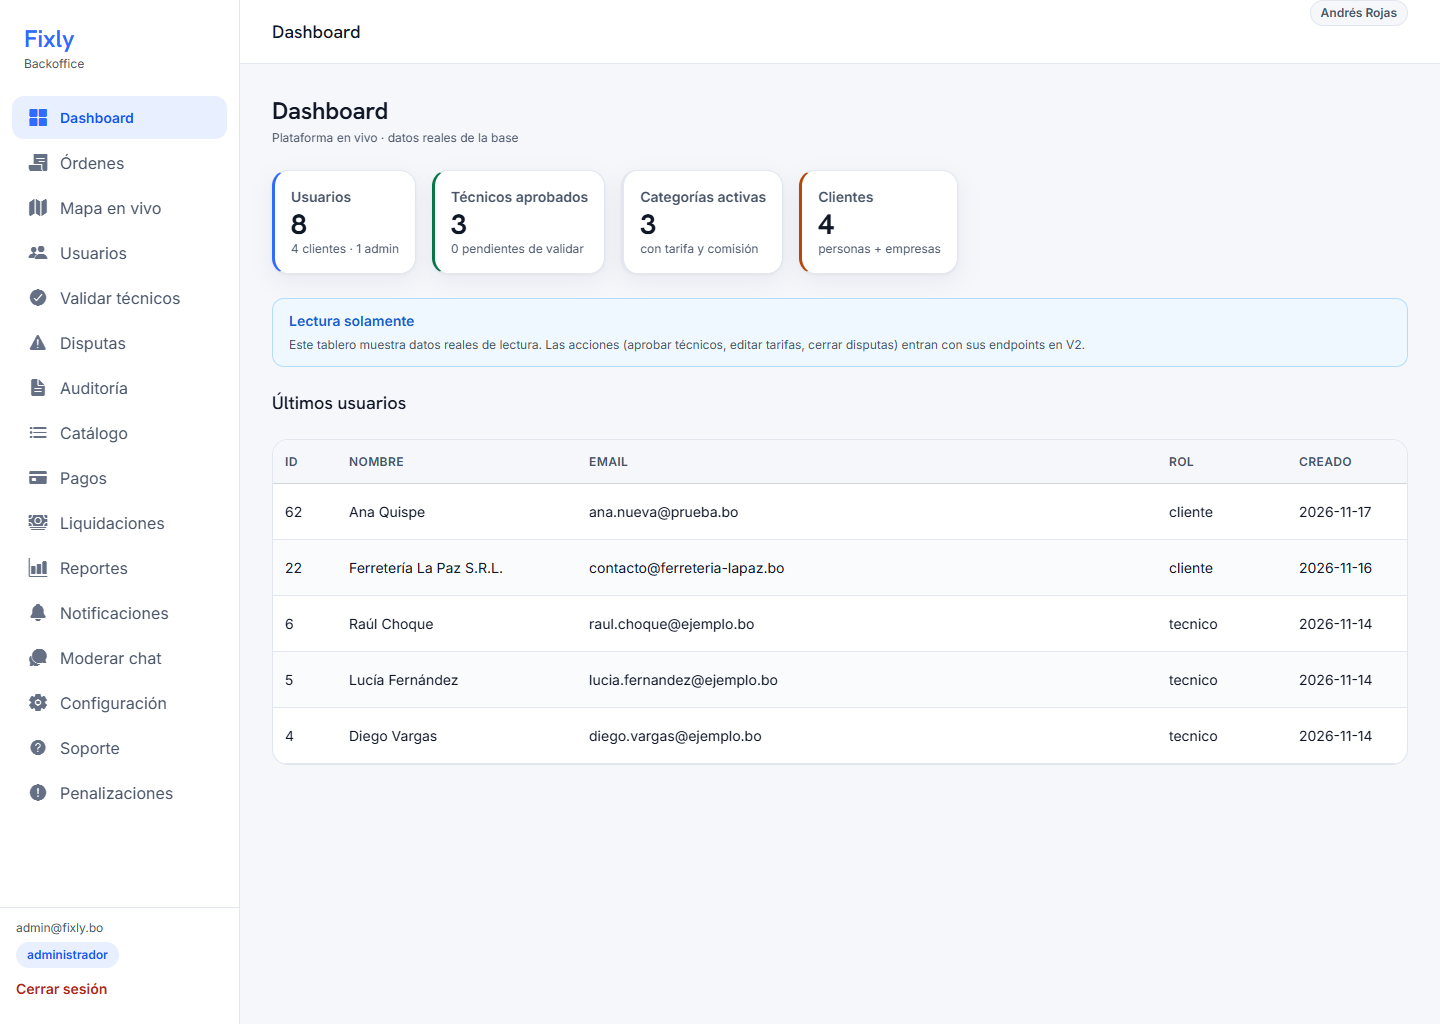 Fixly
Backoffice
Dashboard
Órdenes
Mapa en vivo
Usuarios
Validar técnicos
Disputas
Auditoría
Catálogo
Pagos
Liquidaciones
Reportes
Notificaciones
Moderar chat
Configuración
Soporte
Penalizaciones
admin@fixly.bo
administrador
Cerrar sesión
Dashboard
Andrés Rojas
Dashboard
Plataforma en vivo · datos reales de la base
Usuarios
8
4 clientes · 1 admin
Técnicos aprobados
3
0 pendientes de validar
Categorías activas
3
con tarifa y comisión
Clientes
4
personas + empresas
Lectura solamente
Este tablero muestra datos reales de lectura. Las acciones (aprobar técnicos, editar tarifas, cerrar disputas) entran con sus endpoints en V2.
Últimos usuarios
ID NOMBRE EMAIL ROL CREADO
62 Ana Quispe ana.nueva@prueba.bo cliente 2026-11-17
22 Ferretería La Paz S.R.L. contacto@ferreteria-lapaz.bo cliente 2026-11-16
6 Raúl Choque raul.choque@ejemplo.bo tecnico 2026-11-14
5 Lucía Fernández lucia.fernandez@ejemplo.bo tecnico 2026-11-14
4 Diego Vargas diego.vargas@ejemplo.bo tecnico 2026-11-14